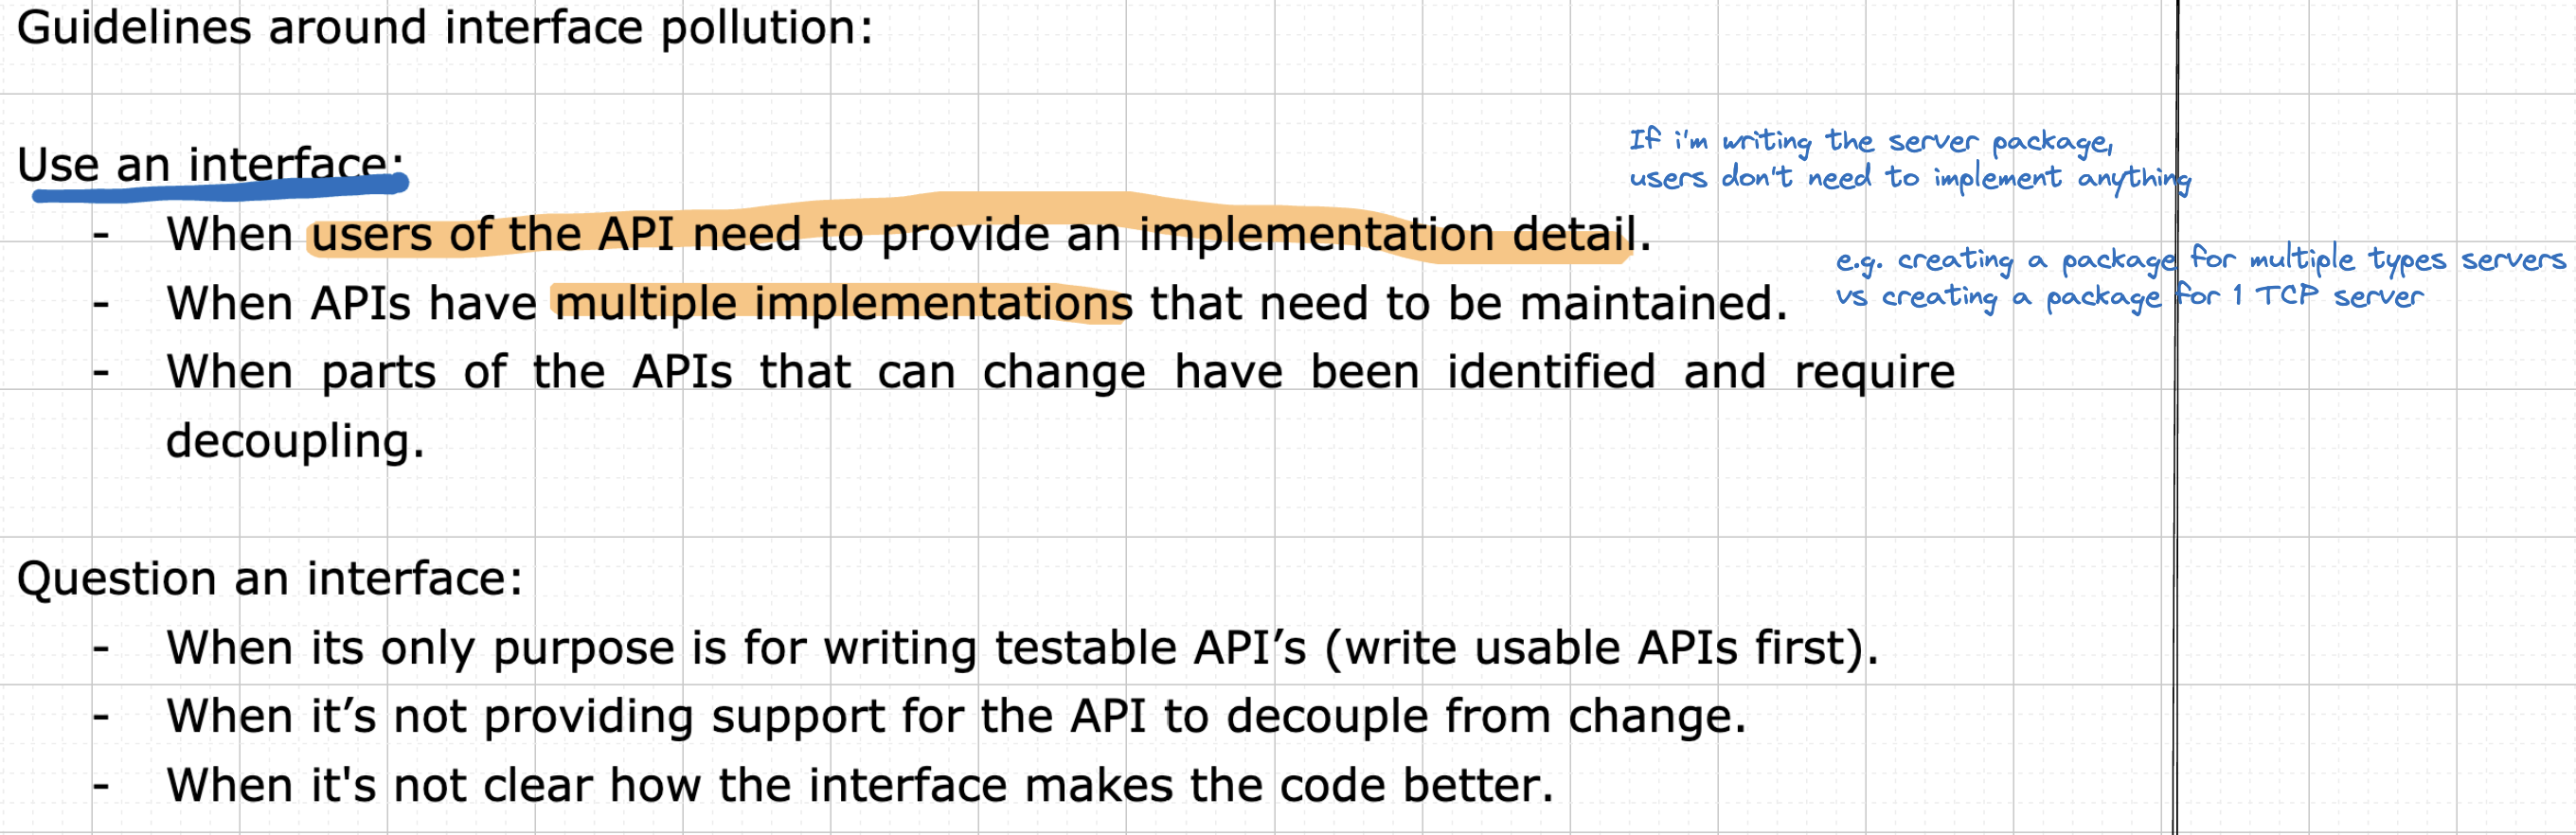 Guidelines around interface pollution:
Use an interface:
If i'm writing the server package,
users don't need to implement anything
- When users of the API need to provide an implementation detail.
e.g. creating a package for multiple types servers
vs creating a package for 1 TCP server
- When APIs have multiple implementations that need to be maintained.
- When parts of the APIs that can change have been identified and require
decoupling.
Question an interface:
- When its only purpose is for writing testable API’s (write usable APIs first).
- When it’s not providing support for the API to decouple from change.
- When it's not clear how the interface makes the code better.